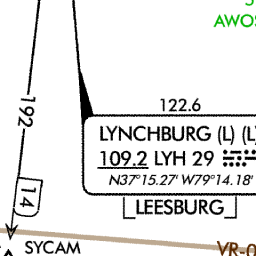 5
AWOS
122.6
LYNCHBURG (L) (L
109.2 LYH 29
N37°15.27' W79°14.18'
LEESBURG
192
14
SYCAM
VR-0